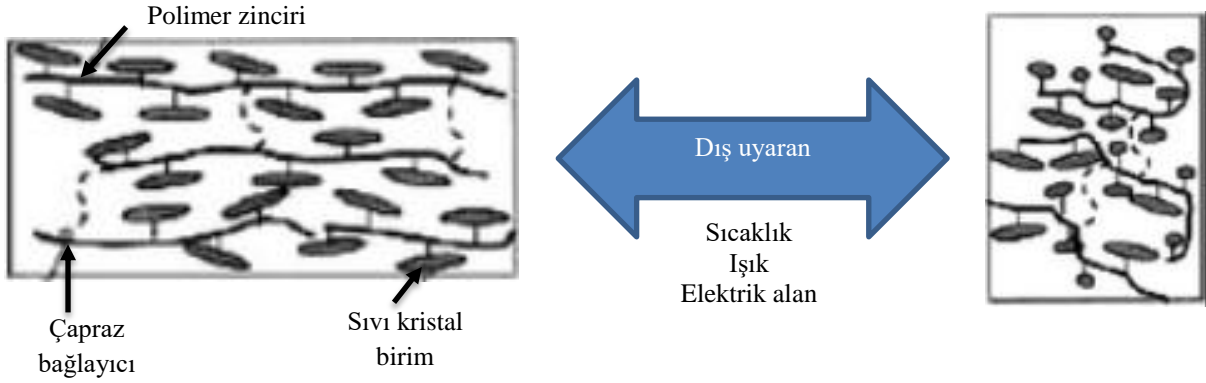 Polimer zinciri
Dış uyaran
Sıcaklık
Işık
Elektrik alan
Çapraz
bağlayıcı
Sıvı kristal
birim